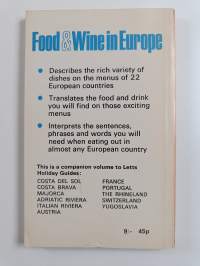 Food & Wine in Europe
Describes the rich variety of
dishes on the menus of 22
European countries
Translates the food and drink
you will find on those exciting
menus
Interprets the sentences,
phrases and words you will
need when eating out in
almost any European country
This is a companion volume to Letts
Holiday Guides:
COSTA DEL SOL
COSTA BRAVA
MAJORCA
ADRIATIC RIVIERA
ITALIAN RIVIERA
AUSTRIA
FRANCE
PORTUGAL
THE RHINELAND
SWITZERLAND
YUGOSLAVIA
9/- 45p